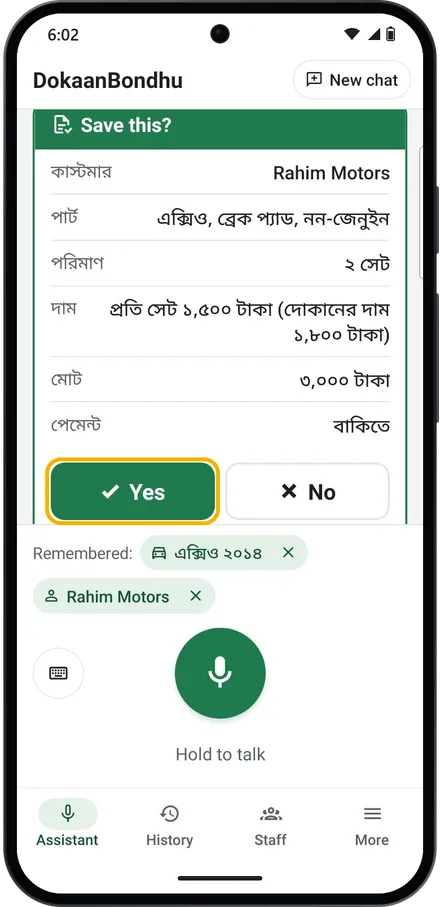 6:02
DokaanBondhu
New chat
Save this?
কাস্টমার Rahim Motors
পার্ট এক্সিও, ব্রেক প্যাড, নন-জেনুইন
পরিমাণ ২ সেট
দাম প্রতি সেট ১,৫০০ টাকা (দোকানের দাম
১,৮০০ টাকা)
মোট ৩,০০০ টাকা
পেমেন্ট বাকিতে
Yes
No
Remembered: এক্সিও ২০১৪
Rahim Motors
Hold to talk
Assistant History Staff More